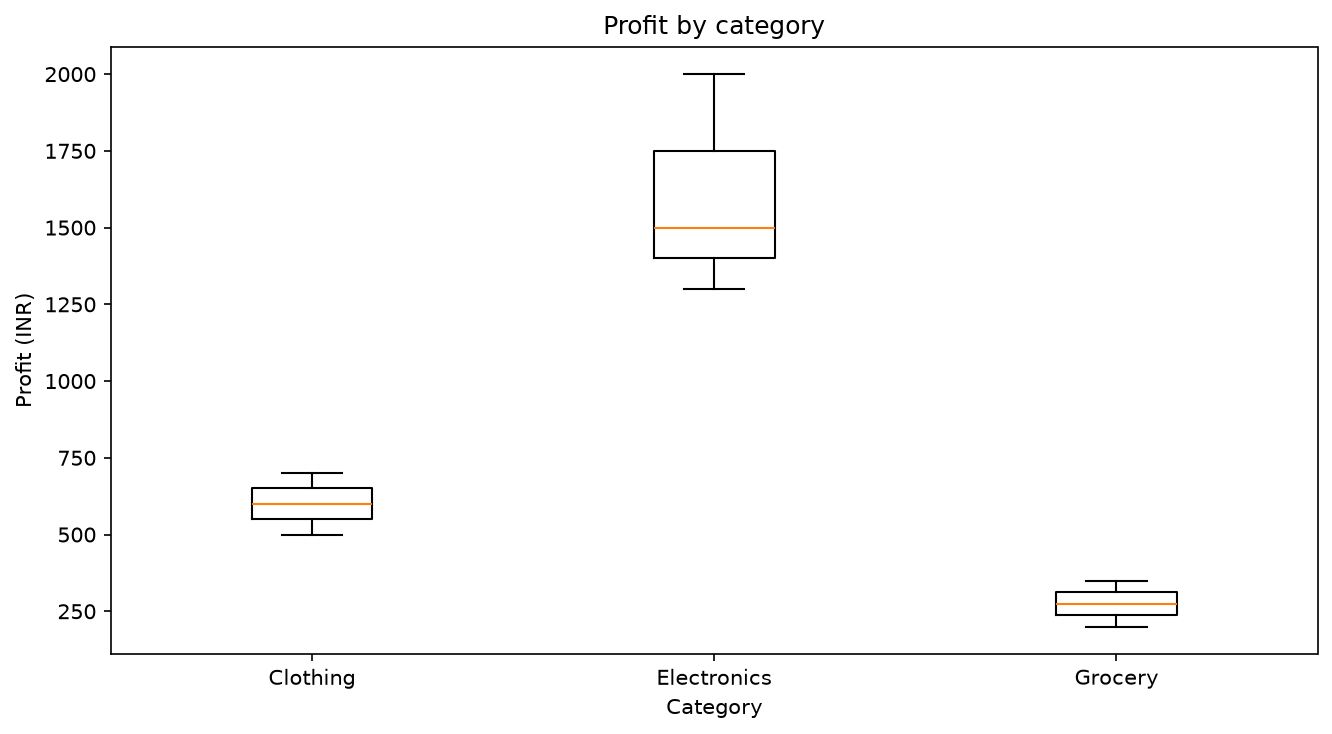 Profit by category
2000
1750
1500
1250
1000
750
500
250
Profit (INR)
Clothing
Electronics
Grocery
Category